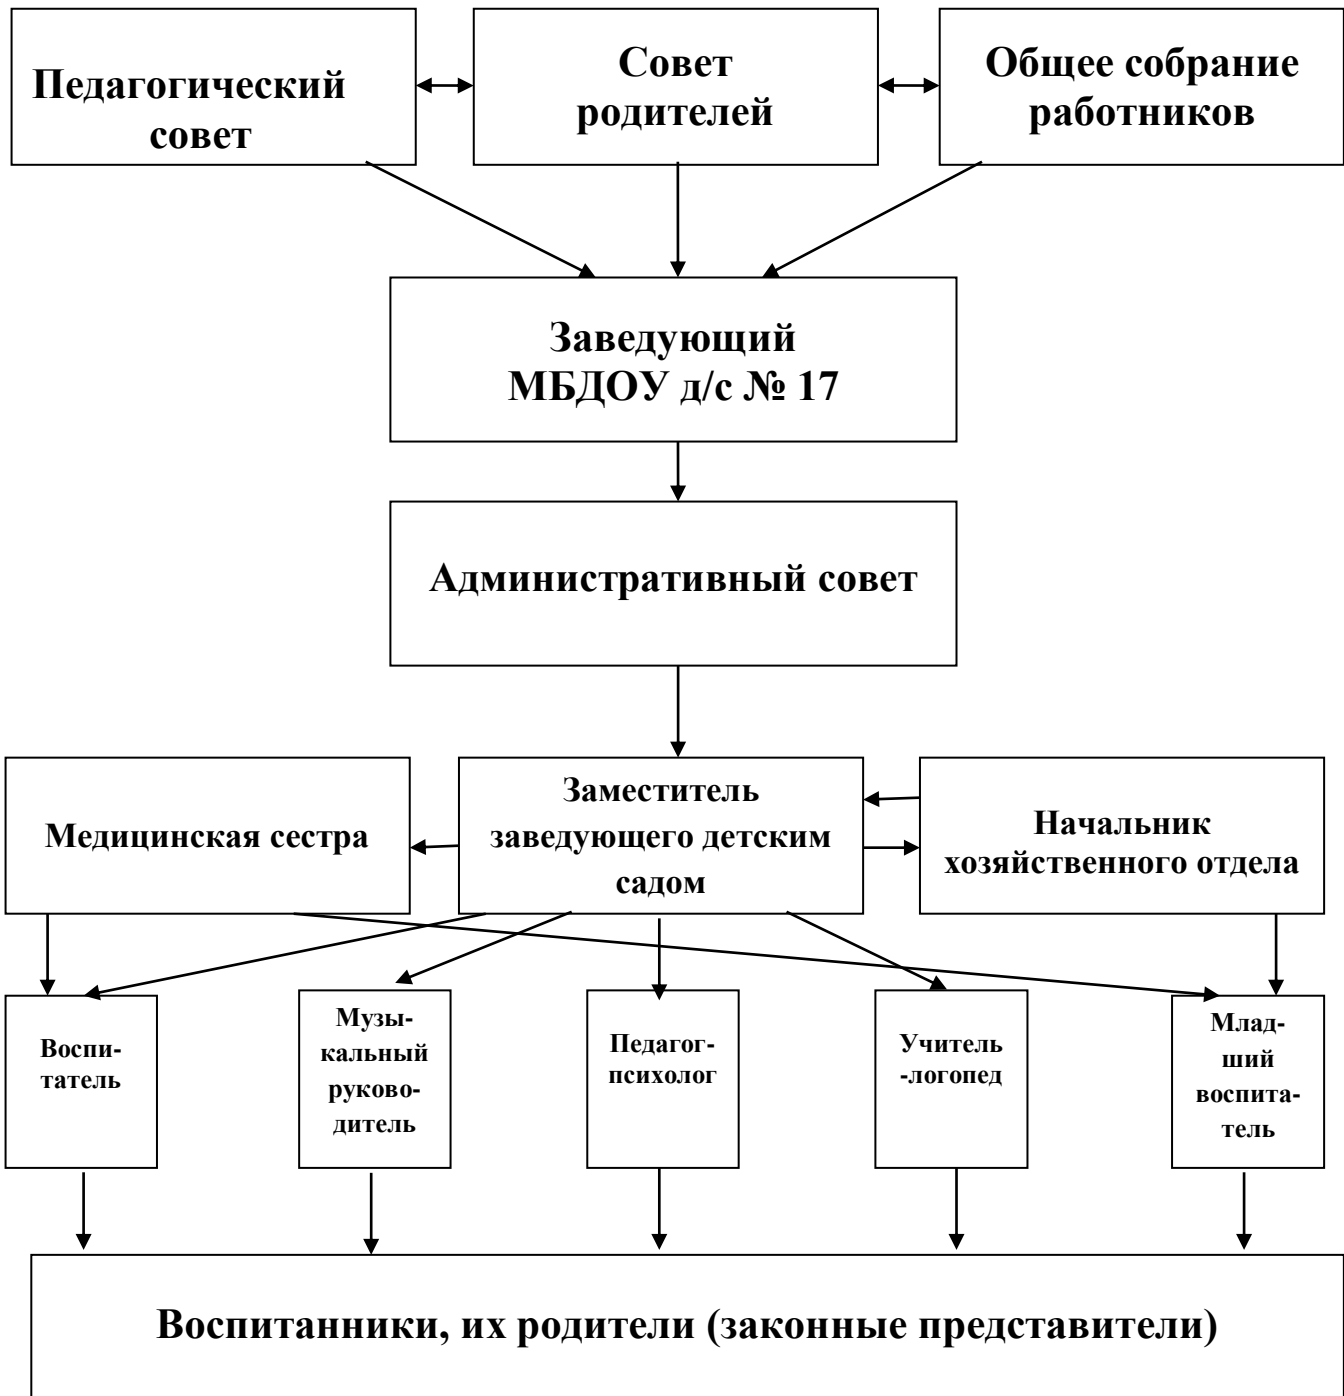 Педагогический
совет
Совет
родителей
Общее собрание
работников
Заведующий
МБДОУ д/с № 17
Административный совет
Медицинская сестра
Заместитель
заведующего детским
садом
Начальник
хозяйственного отдела
Воспи-
татель
Музы-
кальный
руково-
дитель
Педагог-
психолог
Учитель
-логопед
Млад-
ший
воспита-
тель
Воспитанники, их родители (законные представители)